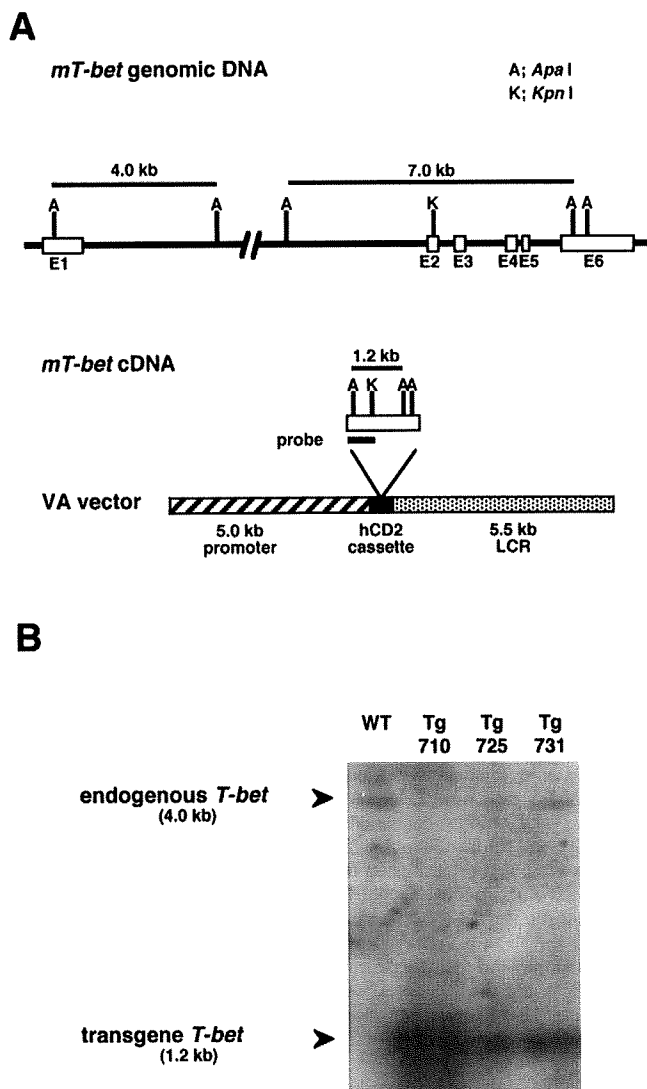 A
mT-bet genomic DNA
A; Apa I
K; Kpn I
4.0 kb
7.0 kb
A A A K A A
E1 E2 E3 E4 E5 E6
mT-bet cDNA
1.2 kb
A K A A
probe
VA vector
5.0 kb promoter
hCD2 cassette
5.5 kb LCR
B
WT Tg 710 Tg 725 Tg 731
endogenous T-bet
(4.0 kb)
transgene T-bet
(1.2 kb)